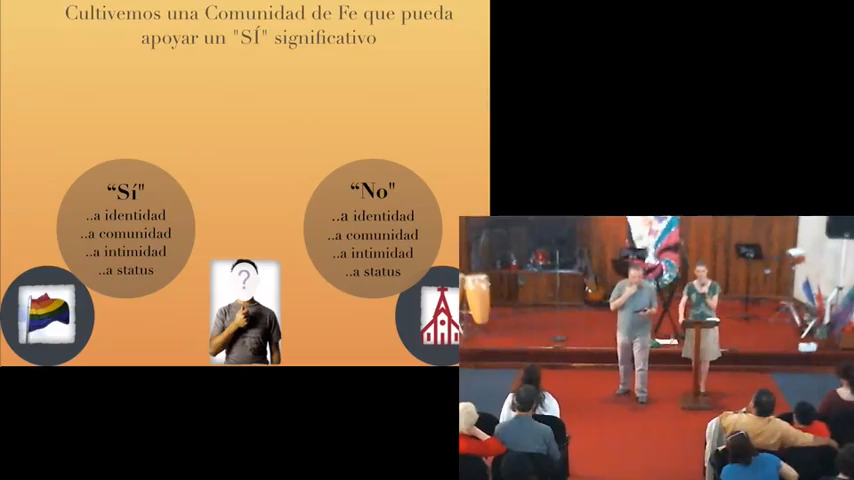 Cultivemos una Comunidad de Fe que pueda
apoyar un "SÍ" significativo
“Sí"
..a identidad
..a comunidad
..a intimidad
..a status
“No"
..a identidad
..a comunidad
..a intimidad
..a status
?